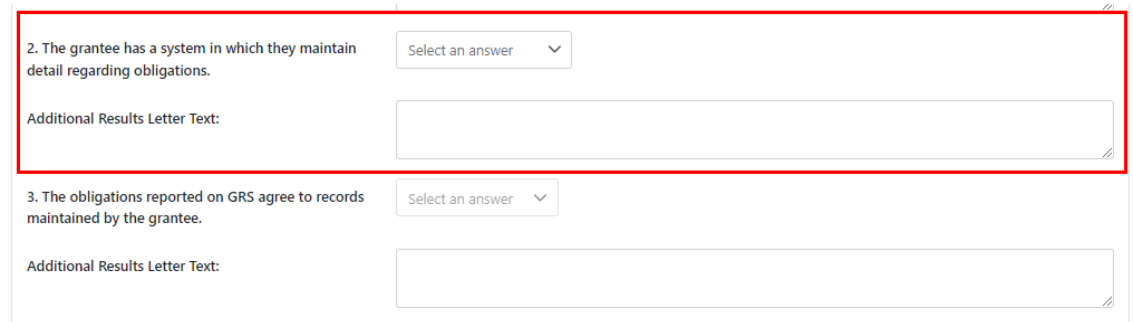 2. The grantee has a system in which they maintain
detail regarding obligations.
Select an answer
Additional Results Letter Text:
3. The obligations reported on GRS agree to records
maintained by the grantee.
Select an answer
Additional Results Letter Text: